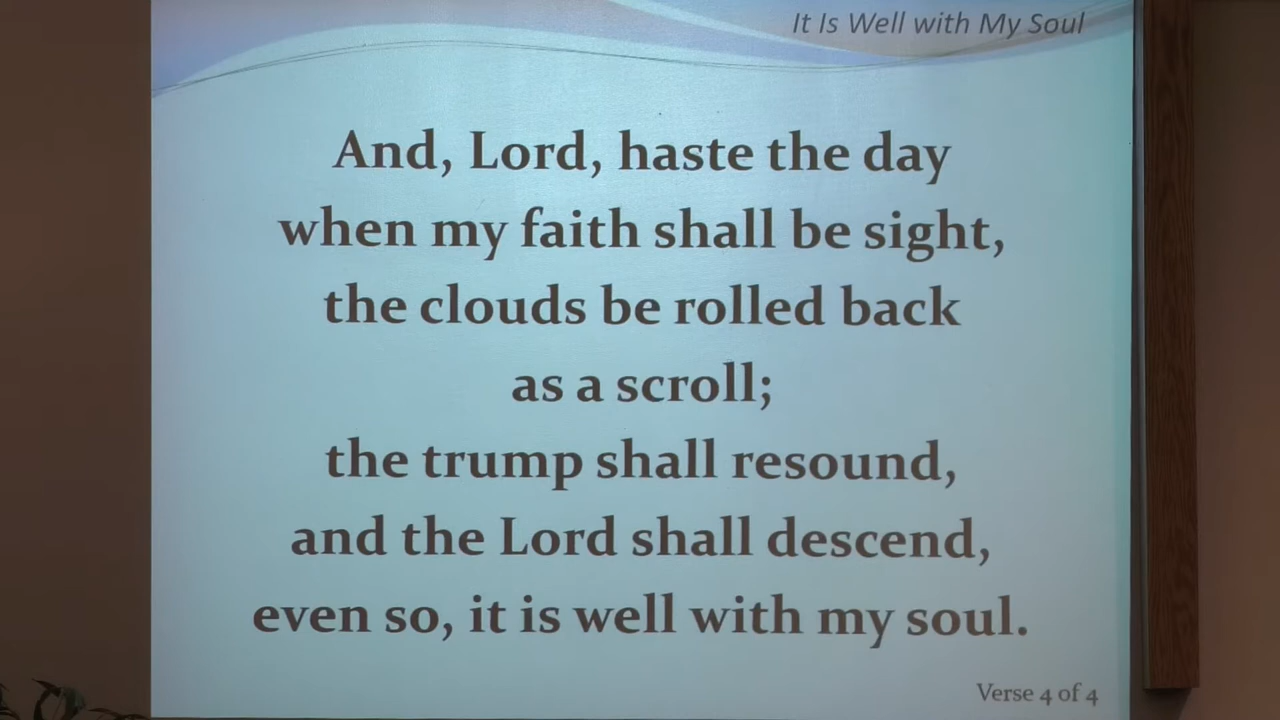 It Is Well with My Soul
And, Lord, haste the day
when my faith shall be sight,
the clouds be rolled back
as a scroll;
the trump shall resound,
and the Lord shall descend,
even so, it is well with my soul.
Verse 4 of 4